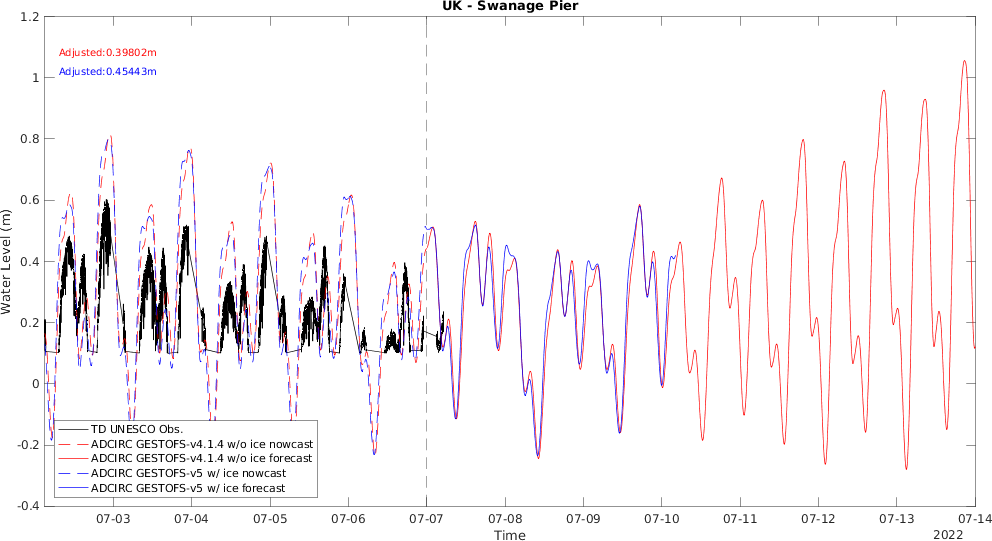 UK - Swanage Pier
1.2
1
0.8
0.6
0.4
0.2
0
-0.2
-0.4
Water Level (m)
Adjusted:0.39802m
Adjusted:0.45443m
TD UNESCO Obs.
ADCIRC GESTOFS-v4.1.4 w/o ice nowcast
ADCIRC GESTOFS-v4.1.4 w/o ice forecast
ADCIRC GESTOFS-v5 w/ ice nowcast
ADCIRC GESTOFS-v5 w/ ice forecast
07-03 07-04 07-05 07-06 07-07 07-08 07-09 07-10 07-11 07-12 07-13 07-14
Time
2022